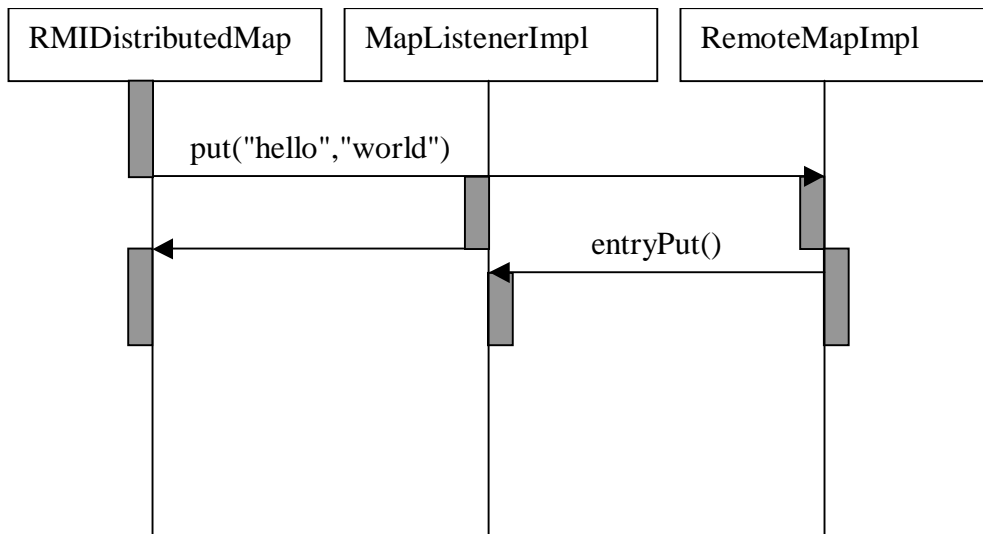 RMIDistributedMap
MapListenerImpl
RemoteMapImpl
put("hello","world")
entryPut()